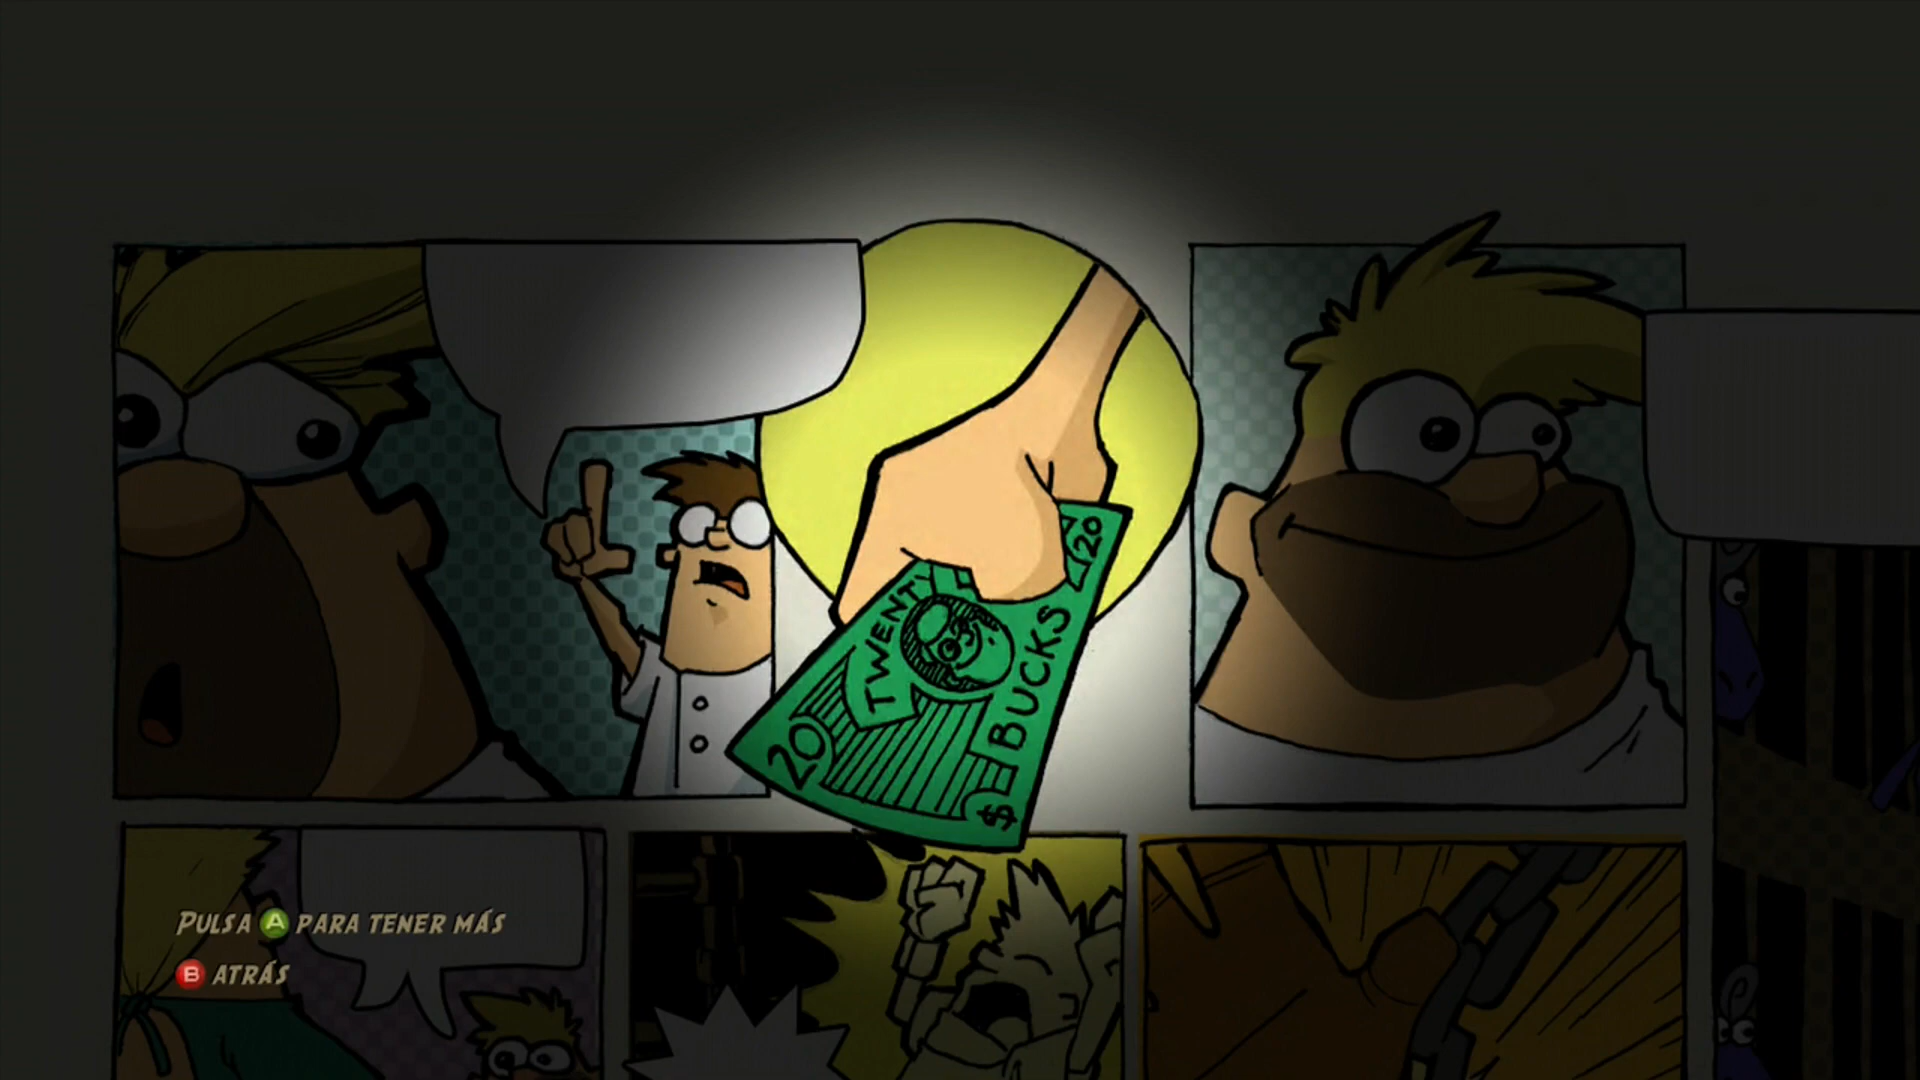 20
TWENTY
BUCKS
20
$
PULSA A PARA TENER MÁS
B ATRÁS